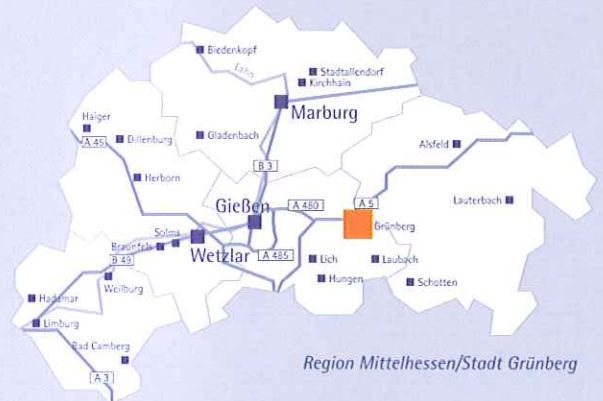 Biedenkopf
Lahn
Stadtallendorf
Kirchhain
Marburg
Haiger
A 45
Dillenburg
Gladenbach
Alsfeld
B 3
Herborn
Gießen
A 480
A 5
Lauterbach
Grünberg
Solms
Braunfels
Wetzlar
A 485
Lich
Laubach
B 49
Weilburg
Hungen
Schotten
Hadamar
Limburg
Bad Camberg
A 3
Region Mittelhessen/Stadt Grünberg